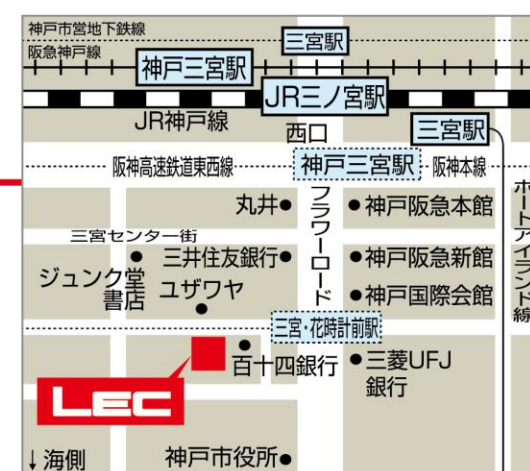 神戸市営地下鉄線
三宮駅
阪急神戸線
神戸三宮駅
JR三ノ宮駅
JR神戸線
西口
三宮駅
阪神高速鉄道東西線
神戸三宮駅
阪神本線
丸井
フラワーロード
神戸阪急本館
ポートアイランド線
三宮センター街
三井住友銀行
神戸阪急新館
ジュンク堂
書店
ユザワヤ
神戸国際会館
三宮・花時計前駅
百十四銀行
三菱UFJ
銀行
LEC
↓海側
神戸市役所